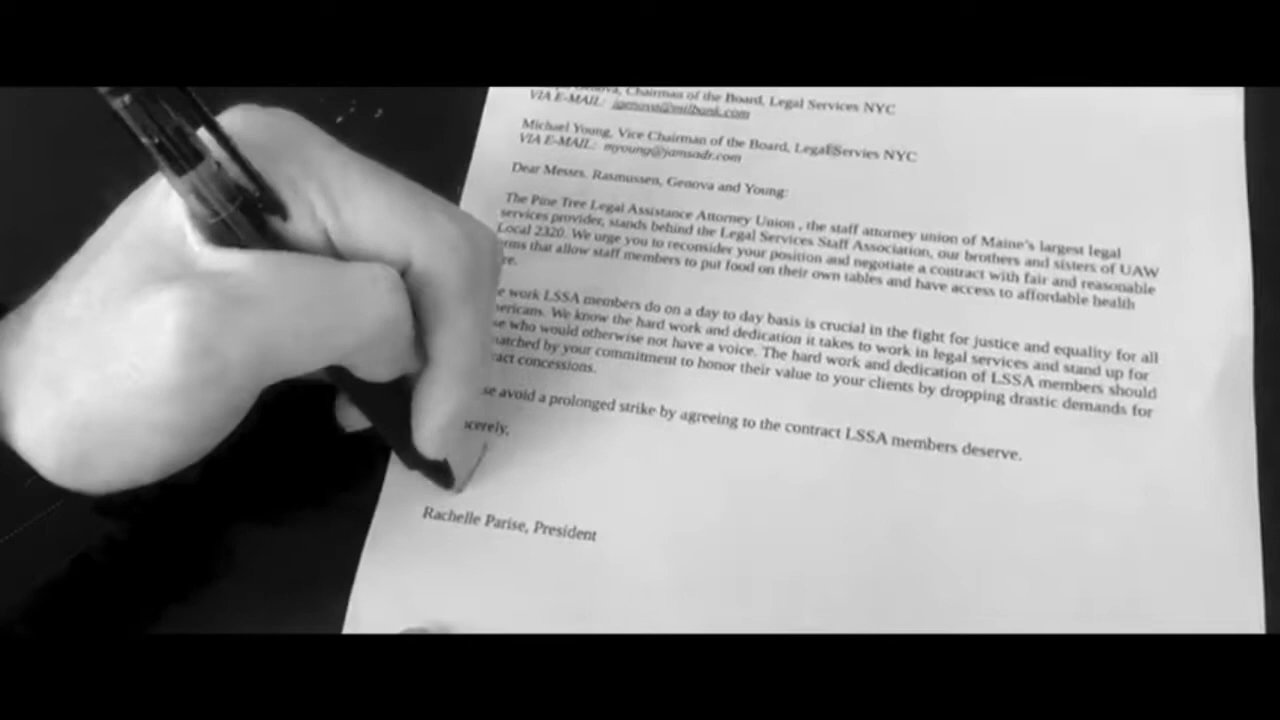 Genova, Chairman of the Board, Legal Services NYC
VIA E-MAIL: jgenova@milbank.com
Michael Young, Vice Chairman of the Board, LegalServies NYC
VIA E-MAIL: myoung@jamsadr.com
Dear Messrs. Rasmussen, Genova and Young:
The Pine Tree Legal Assistance Attorney Union , the staff attorney union of Maine's largest legal
services provider, stands behind the Legal Services Staff Association, our brothers and sisters of UAW
Local 2320. We urge you to reconsider your position and negotiate a contract with fair and reasonable
rms that allow staff members to put food on their own tables and have access to affordable health
re.
e work LSSA members do on a day to day basis is crucial in the fight for justice and equality for all
ericans. We know the hard work and dedication it takes to work in legal services and stand up for
se who would otherwise not have a voice. The hard work and dedication of LSSA members should
atched by your commitment to honor their value to your clients by dropping drastic demands for
ract concessions.
se avoid a prolonged strike by agreeing to the contract LSSA members deserve.
cerely,
Rachelle Parise, President